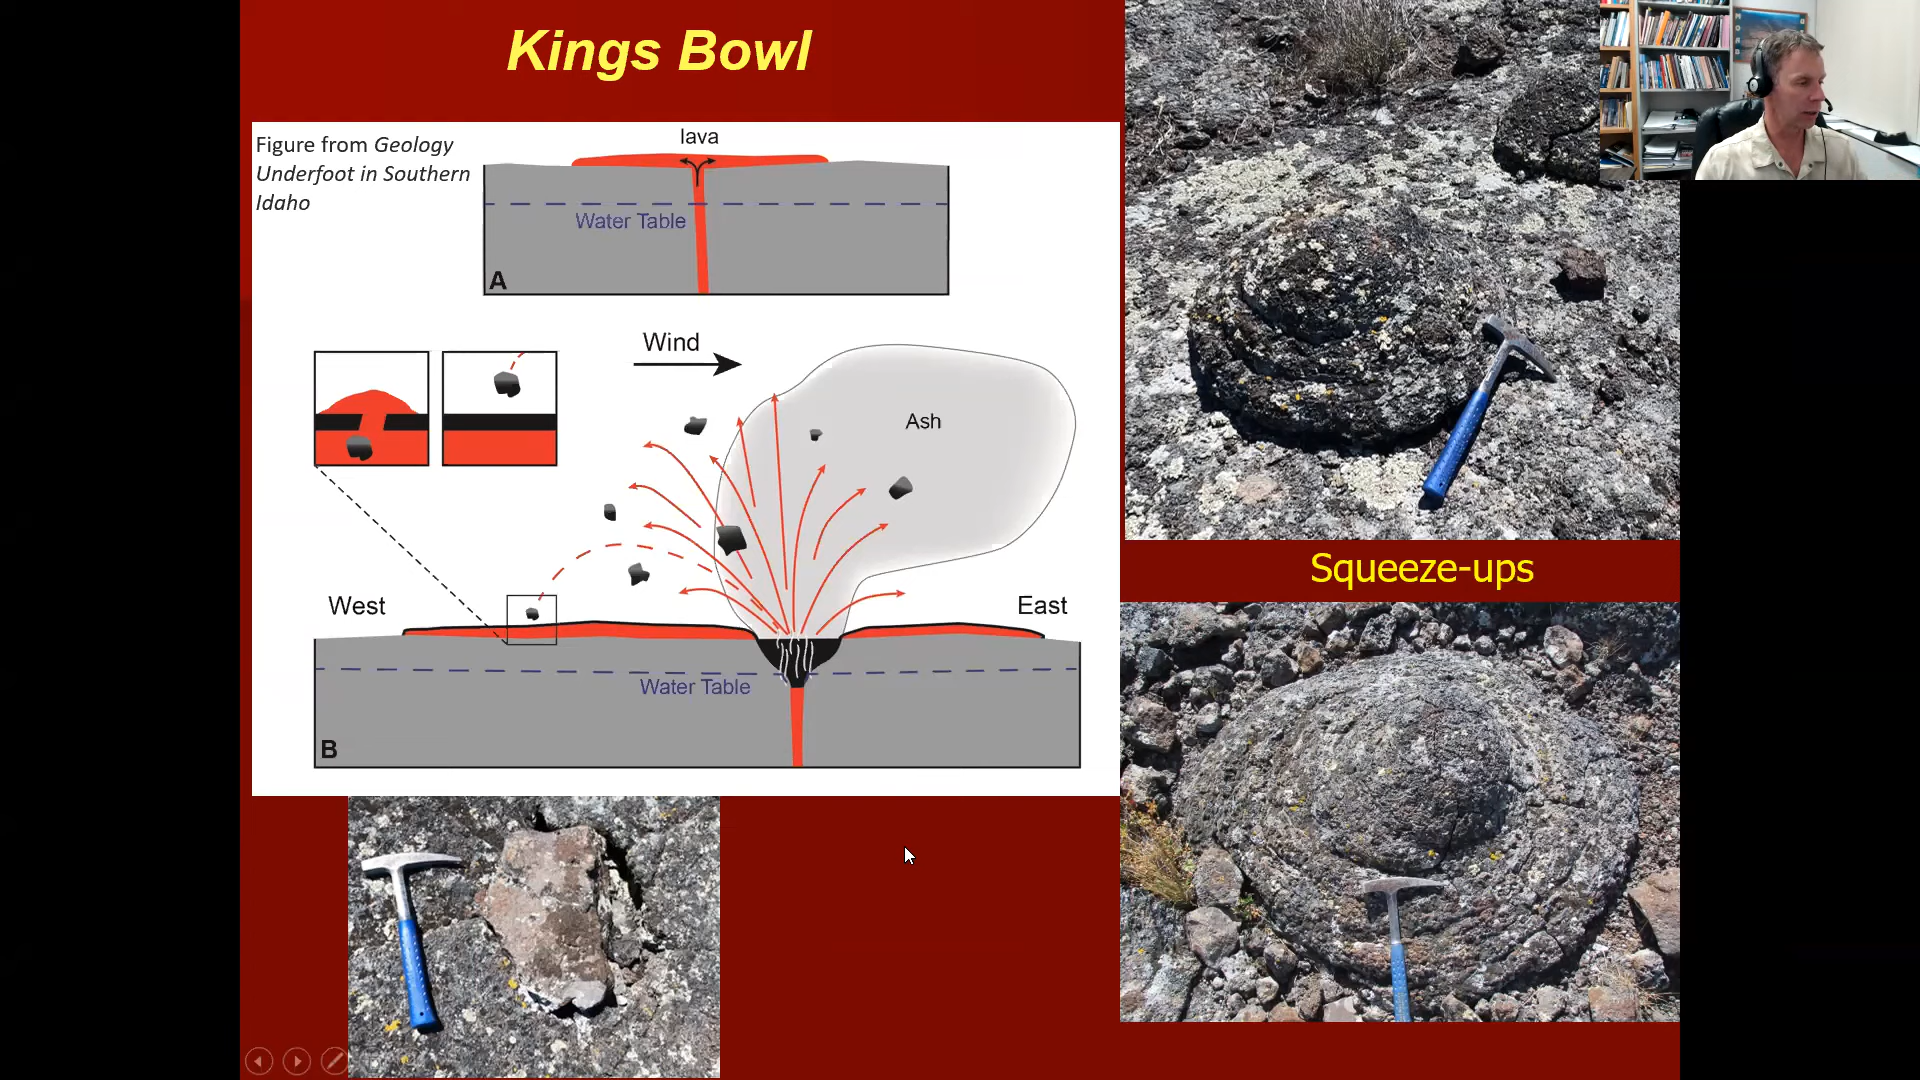 Kings Bowl
Figure from Geology
Underfoot in Southern
Idaho
lava
Water Table
A
Wind
Ash
West
East
Water Table
B
Squeeze-ups